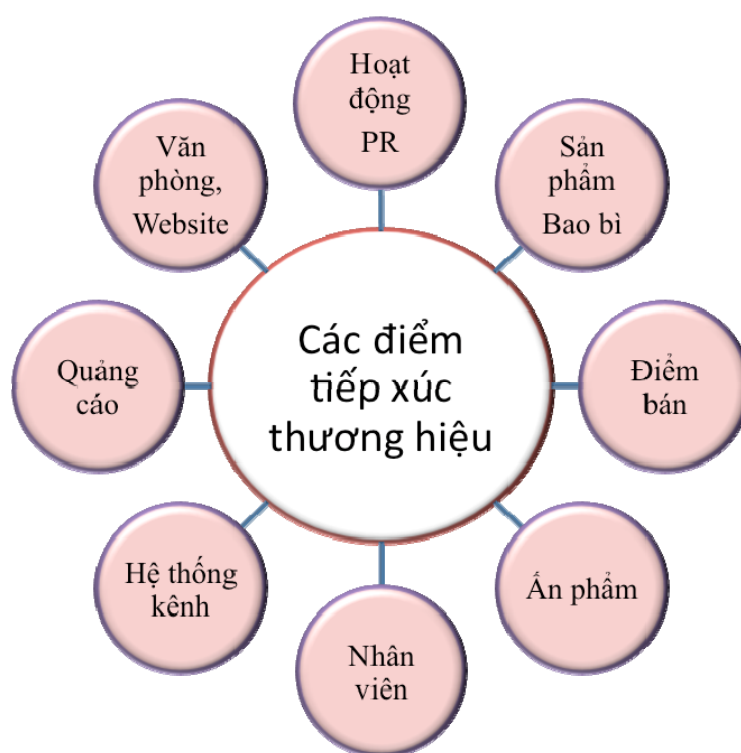 Hoạt
động
PR
Sản
phẩm
Bao bì
Điểm
bán
Ấn phẩm
Nhân
viên
Hệ thống
kênh
Quảng
cáo
Văn
phòng,
Website
Các điểm
tiếp xúc
thương hiệu